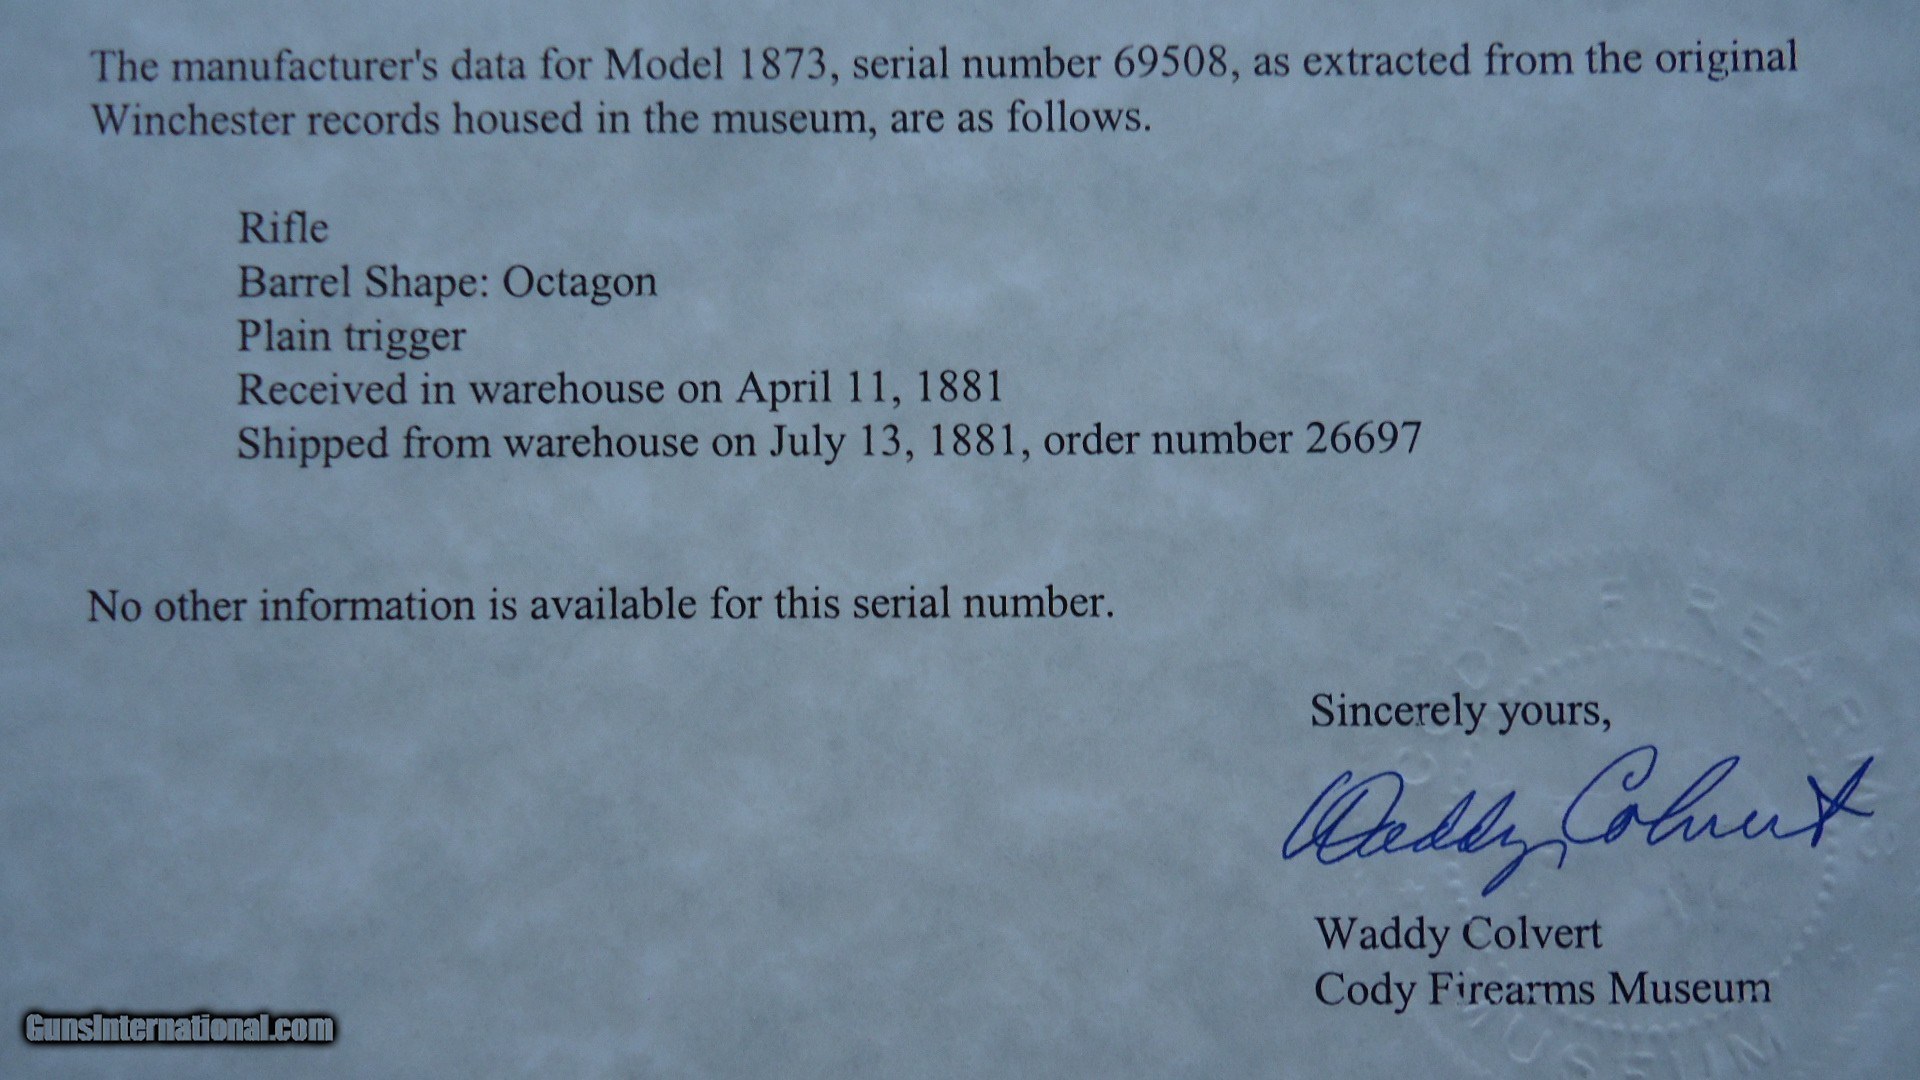 The manufacturer's data for Model 1873, serial number 69508, as extracted from the original
Winchester records housed in the museum, are as follows.
Rifle
Barrel Shape: Octagon
Plain trigger
Received in warehouse on April 11, 1881
Shipped from warehouse on July 13, 1881, order number 26697
No other information is available for this serial number.
Sincerely yours,
Waddy Colvert
Waddy Colvert
Cody Firearms Museum
CODY FIREARMS
MUSEUM
GunsInternational.com